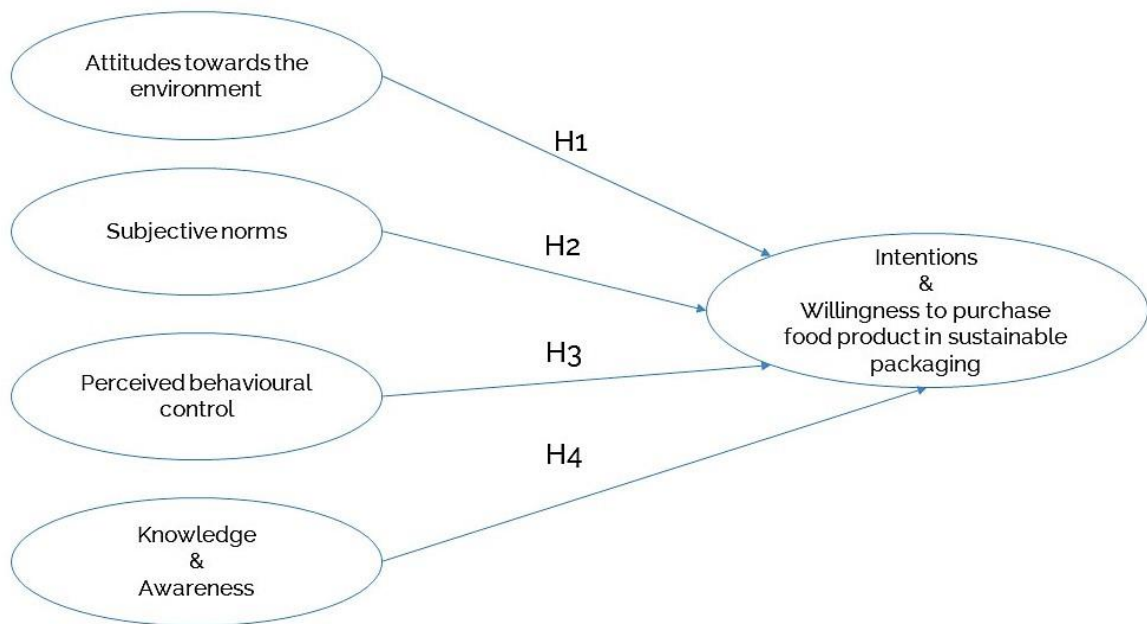 Attitudes towards the
environment
H1
Subjective norms
H2
Intentions
&
Willingness to purchase
food product in sustainable
packaging
Perceived behavioural
control
H3
H4
Knowledge
&
Awareness